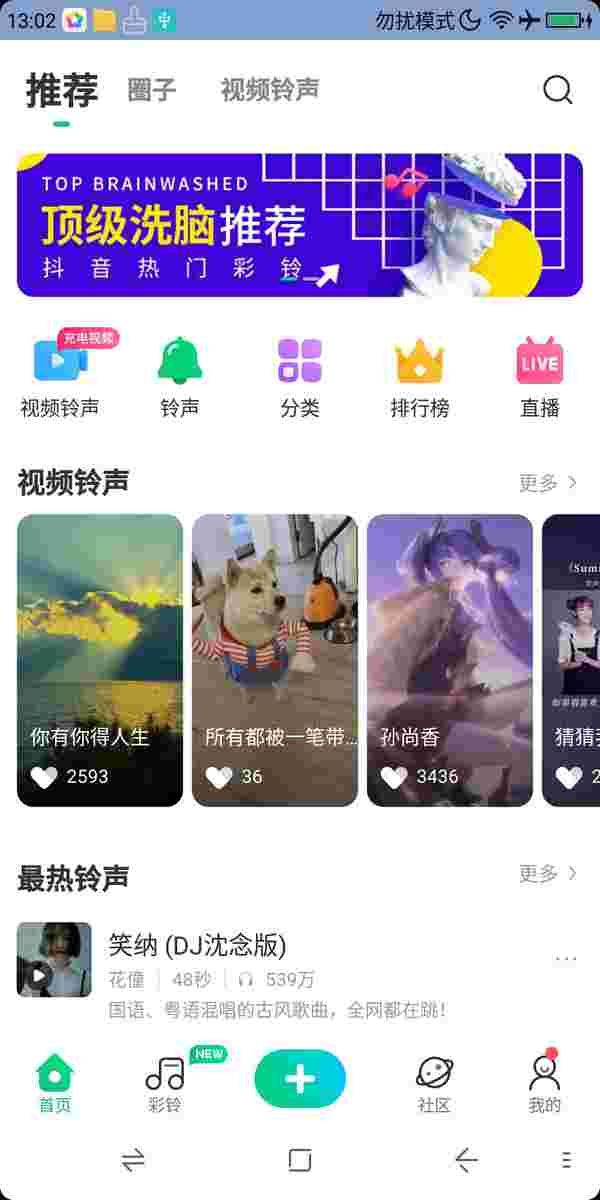 13:02
勿扰模式
推荐
圈子
视频铃声
TOP BRAINWASHED
顶级洗脑推荐
抖音热门彩铃
充电视频
LIVE
视频铃声
铃声
分类
排行榜
直播
视频铃声
更多
你有你得人生
所有都被一笔带...
孙尚香
猜猜
2593
36
3436
2
最热铃声
更多
笑纳 (DJ沈念版)
花僮 48秒 539万
国语、粤语混唱的古风歌曲，全网都在跳！
NEW
首页
彩铃
社区
我的